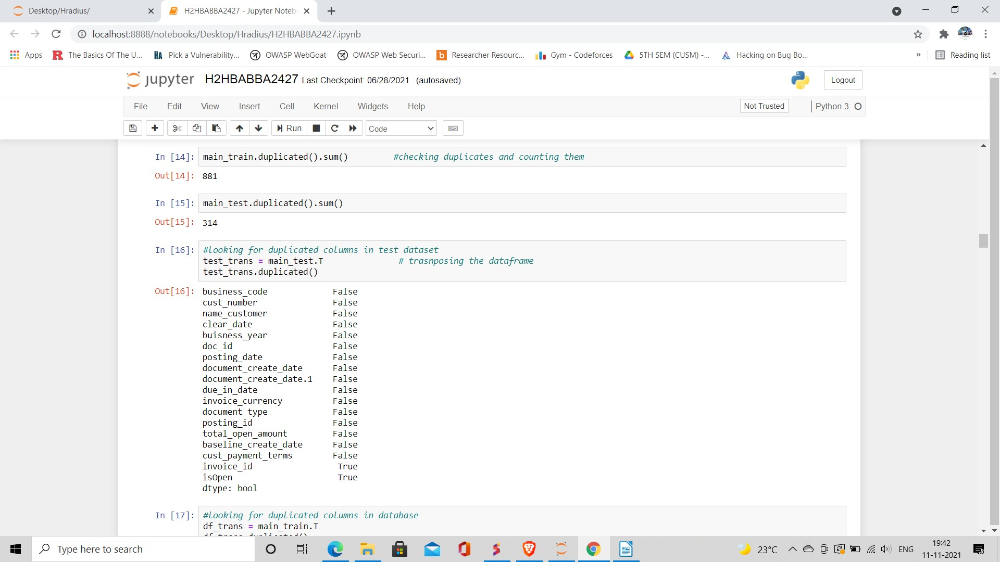 Desktop/Hradius/
H2HBABBA2427 - Jupyter Noteb
localhost:8888/notebooks/Desktop/Hradius/H2HBABBA2427.ipynb
Apps
The Basics Of The U...
HA Pick a Vulnerability...
OWASP WebGoat
OWASP Web Securi...
b Researcher Resourc...
Gym - Codeforces
5TH SEM (CUSM) -...
Hacking on Bug Bo...
»
Reading list
jupyter H2HBABBA2427 Last Checkpoint: 06/28/2021 (autosaved)
Logout
File Edit View Insert Cell Kernel Widgets Help
Not Trusted
Python 3
Run
Code
In [14]: main_train.duplicated().sum() #checking duplicates and counting them
Out[14]: 881
In [15]: main_test.duplicated().sum()
Out[15]: 314
In [16]: #looking for duplicated columns in test dataset
test_trans = main_test.T # trasnposing the dataframe
test_trans.duplicated()
Out[16]: business_code False
cust_number False
name_customer False
clear_date False
buisness_year False
doc_id False
posting_date False
document_create_date False
document_create_date.1 False
due_in_date False
invoice_currency False
document type False
posting_id False
total_open_amount False
baseline_create_date False
cust_payment_terms False
invoice_id True
isOpen True
dtype: bool
In [17]: #looking for duplicated columns in database
df_trans = main_train.T
df_trans.duplicated()
Type here to search
23°C
ENG
19:42
11-11-2021